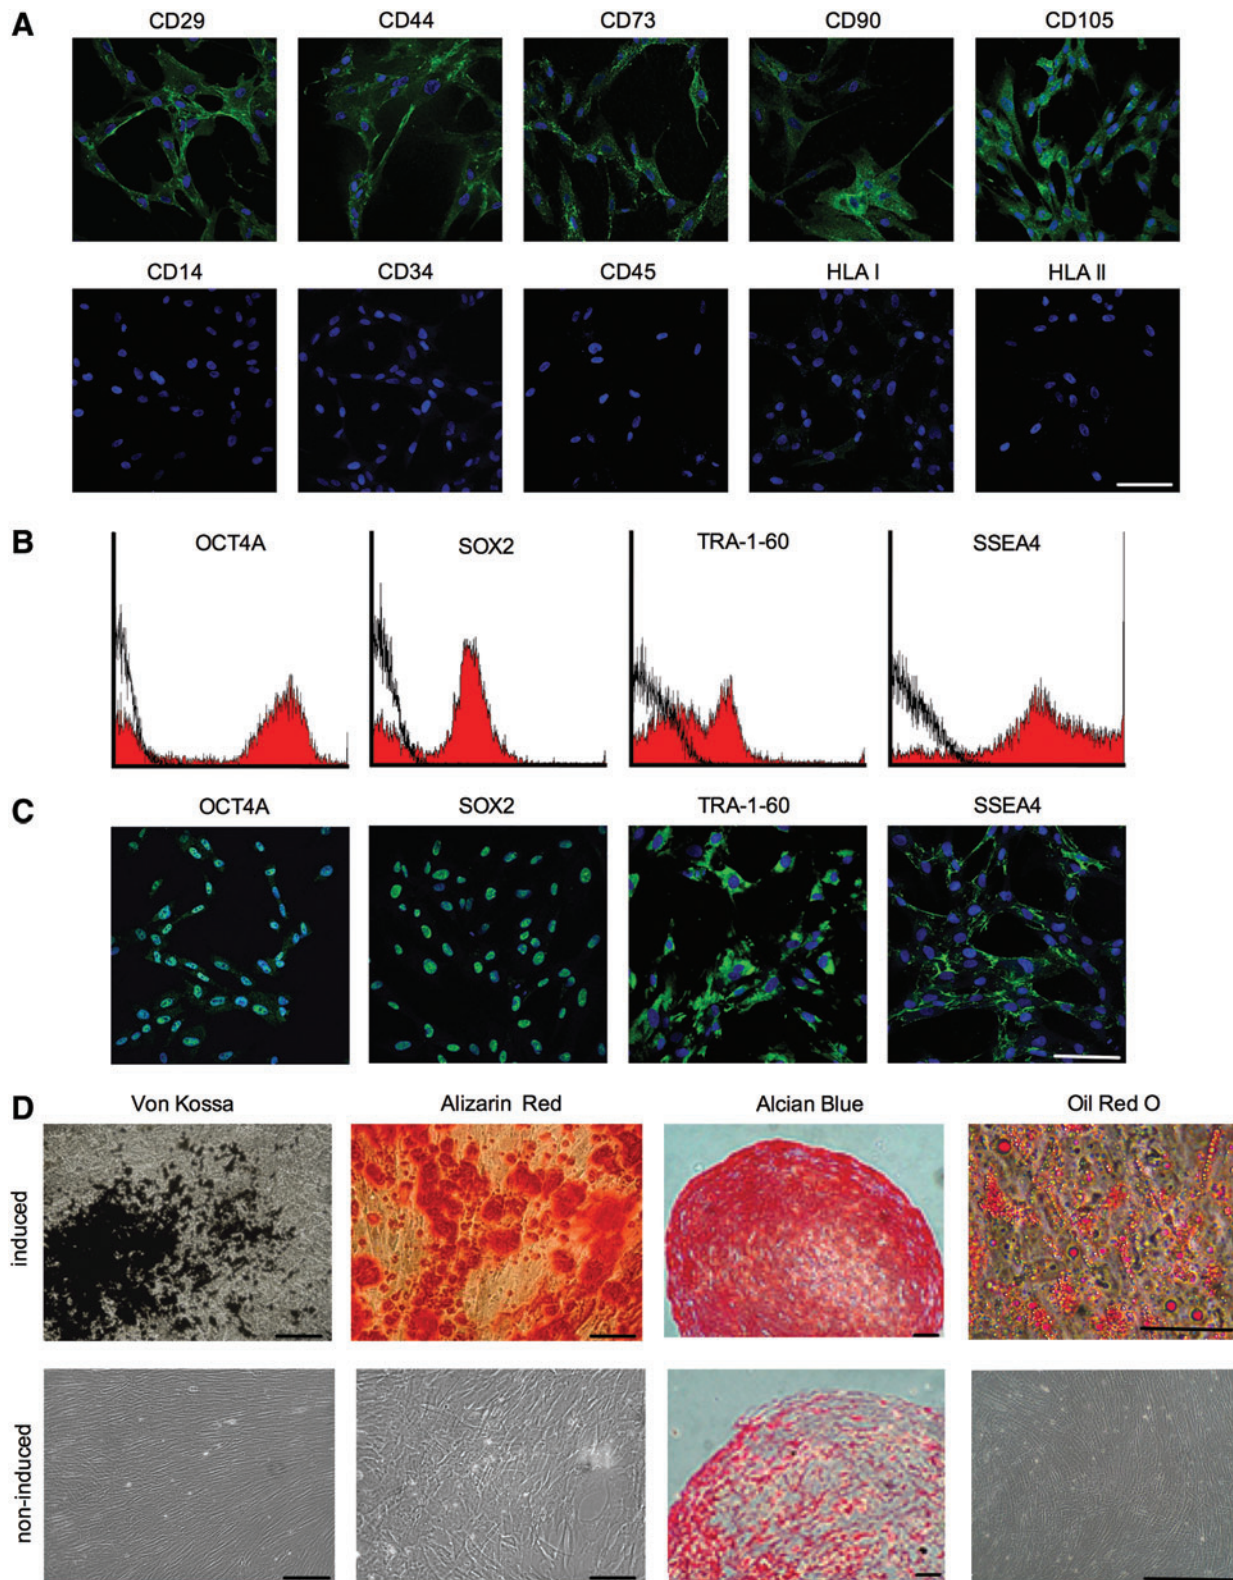 A
CD29 CD44 CD73 CD90 CD105
CD14 CD34 CD45 HLA I HLA II
B
OCT4A SOX2 TRA-1-60 SSEA4
C
OCT4A SOX2 TRA-1-60 SSEA4
D
Von Kossa Alizarin Red Alcian Blue Oil Red O
induced
non-induced